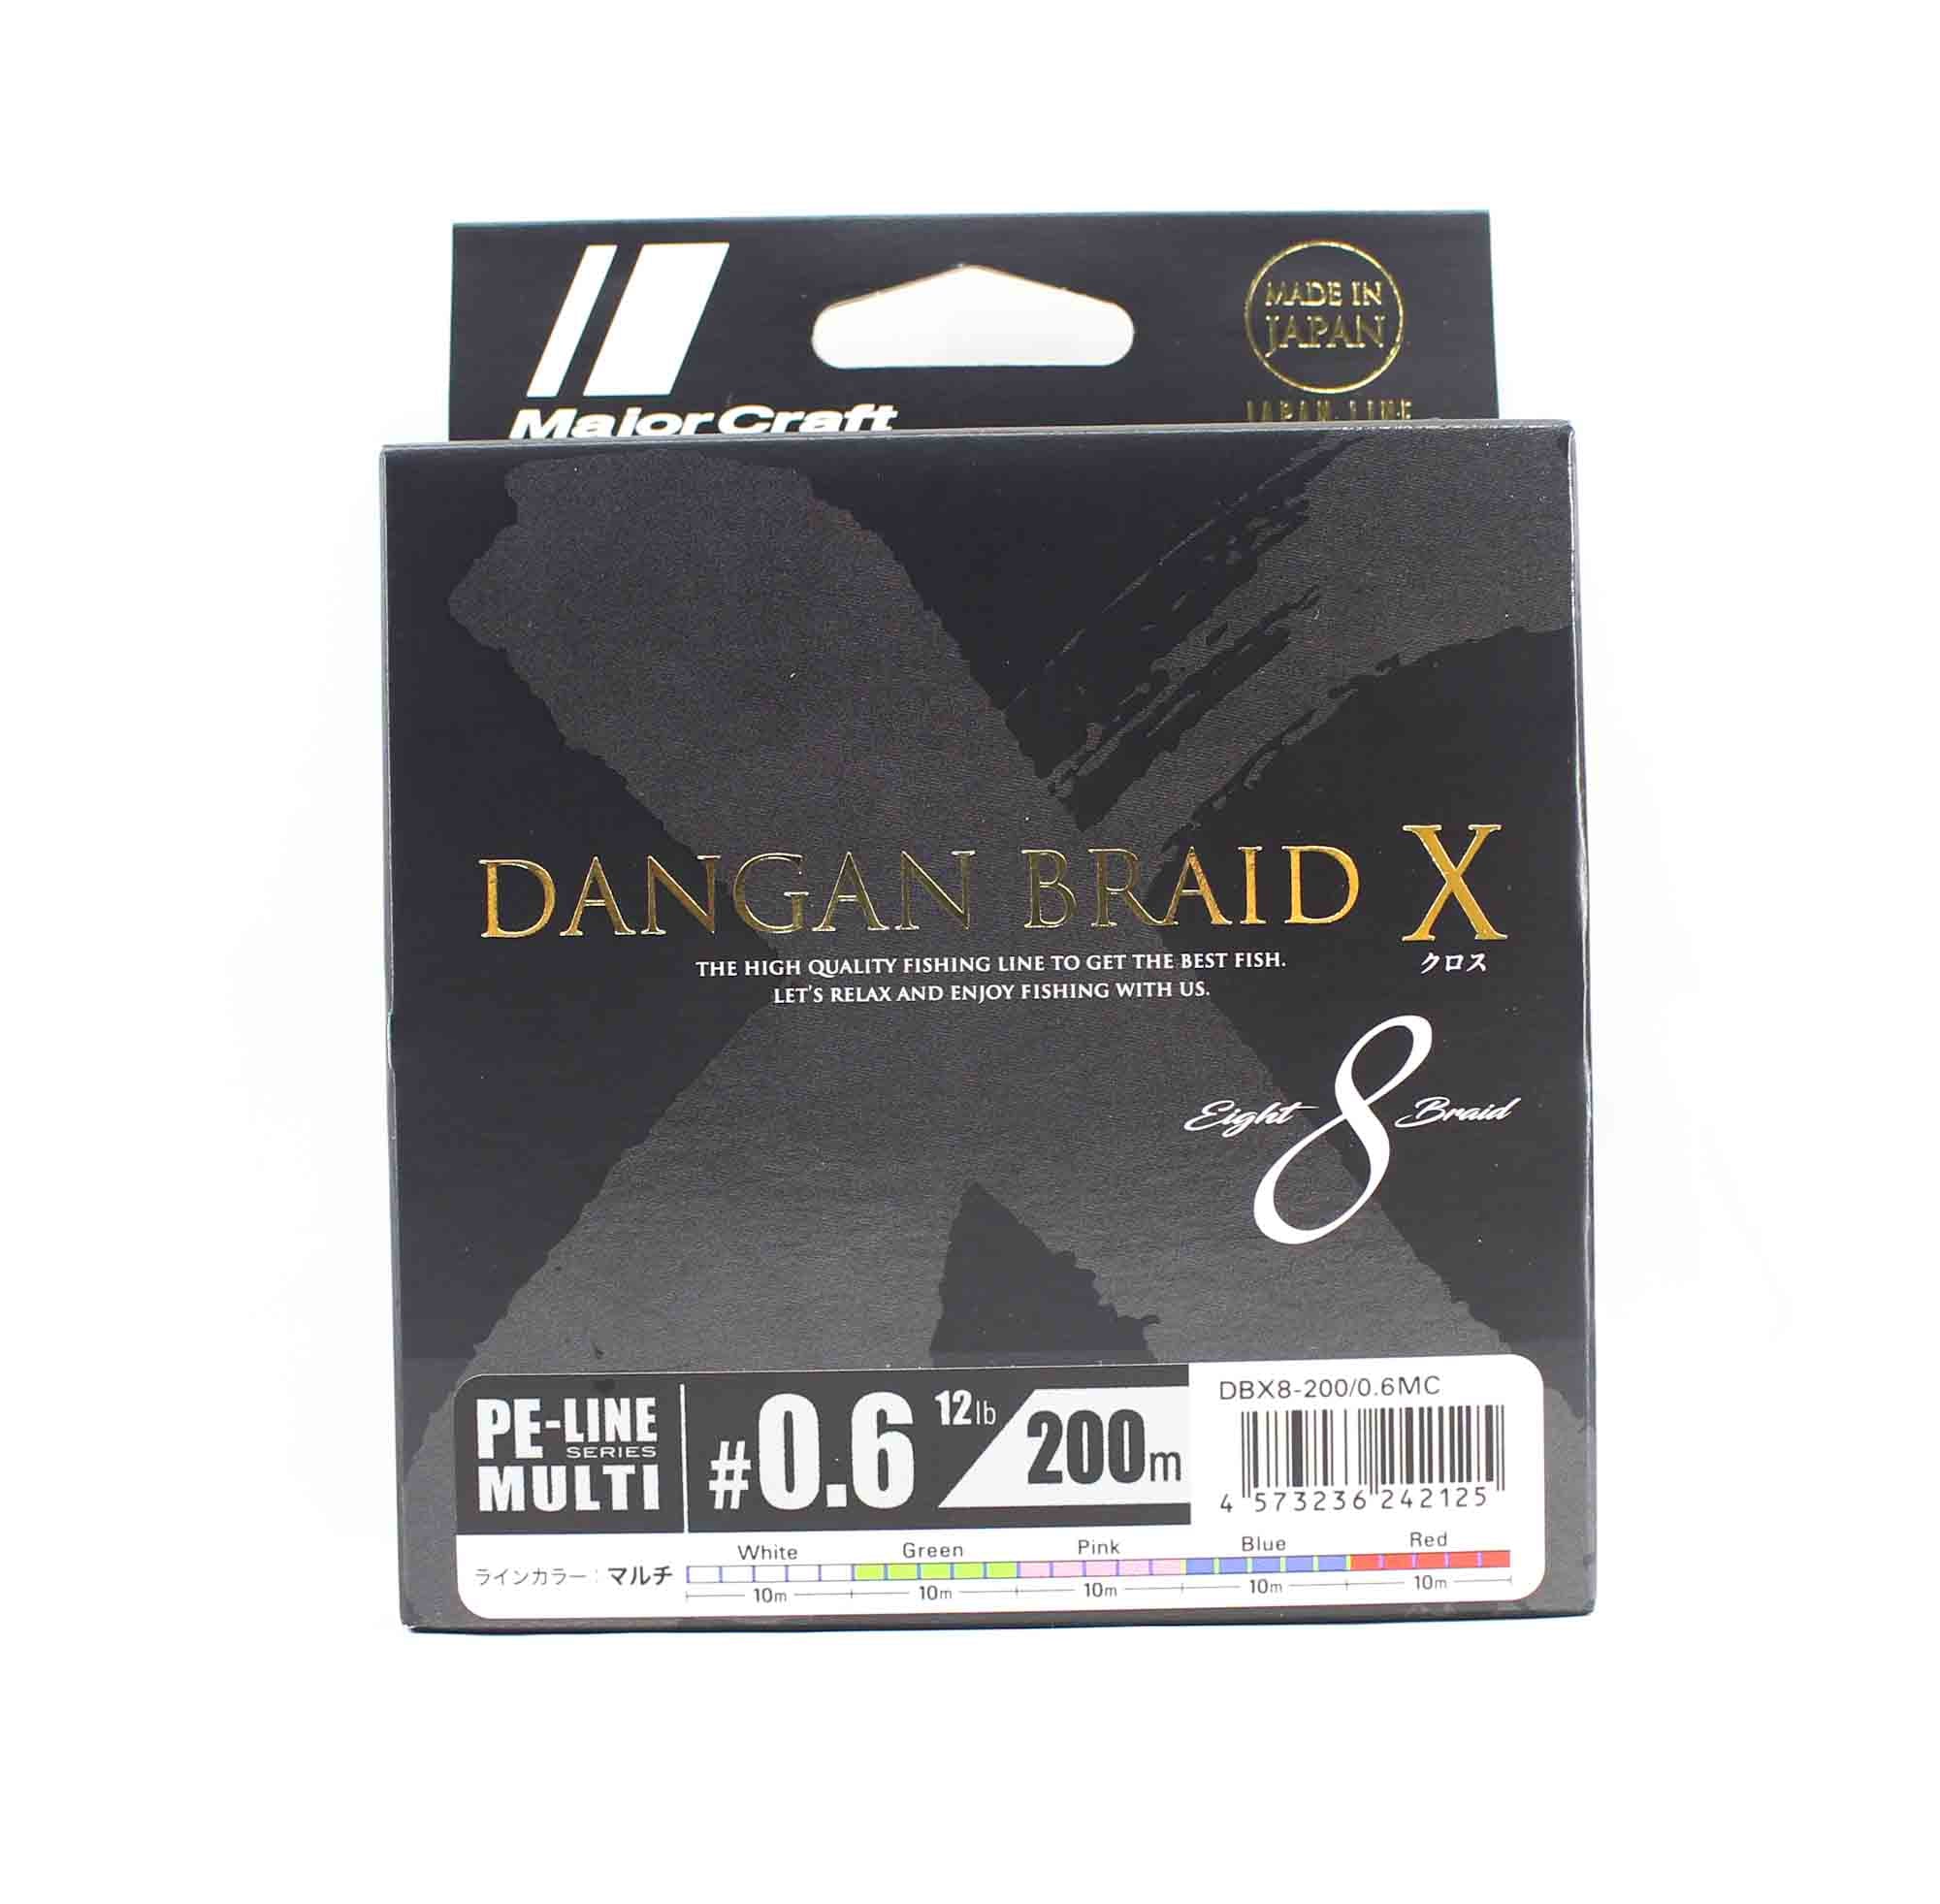 MADE IN
JAPAN
Major Craft
JAPAN LINE
DANGAN BRAID X
クロス
THE HIGH QUALITY FISHING LINE TO GET THE BEST FISH.
LET'S RELAX AND ENJOY FISHING WITH US.
Eight 8 Braid
PE-LINE
SERIES
MULTI
#0.6 12lb 200m
DBX8-200/0.6MC
4 573236 242125
White Green Pink Blue Red
ラインカラー：マルチ
10m 10m 10m 10m 10m